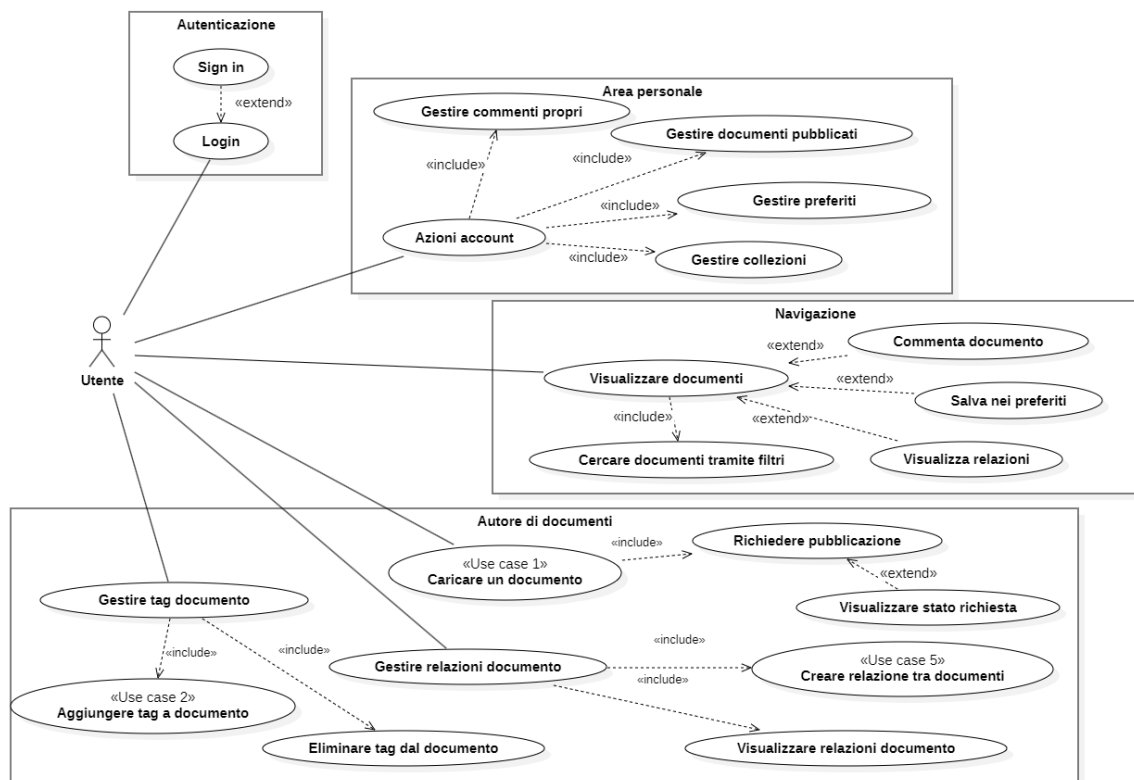 Autenticazione
Sign in
«extend»
Login
Area personale
Gestire commenti propri
Gestire documenti pubblicati
«include»
«include»
Gestire preferiti
«include»
Azioni account
«include»
Gestire collezioni
Utente
Navigazione
Commenta documento
«extend»
Visualizzare documenti
«extend»
Salva nei preferiti
«include»
«extend»
Cercare documenti tramite filtri
Visualizza relazioni
Autore di documenti
Richiedere pubblicazione
«include»
«Use case 1»
Caricare un documento
«extend»
Visualizzare stato richiesta
Gestire tag documento
«include»
«include»
Gestire relazioni documento
«include»
«include»
«Use case 5»
Creare relazione tra documenti
«Use case 2»
Aggiungere tag a documento
Eliminare tag dal documento
Visualizzare relazioni documento